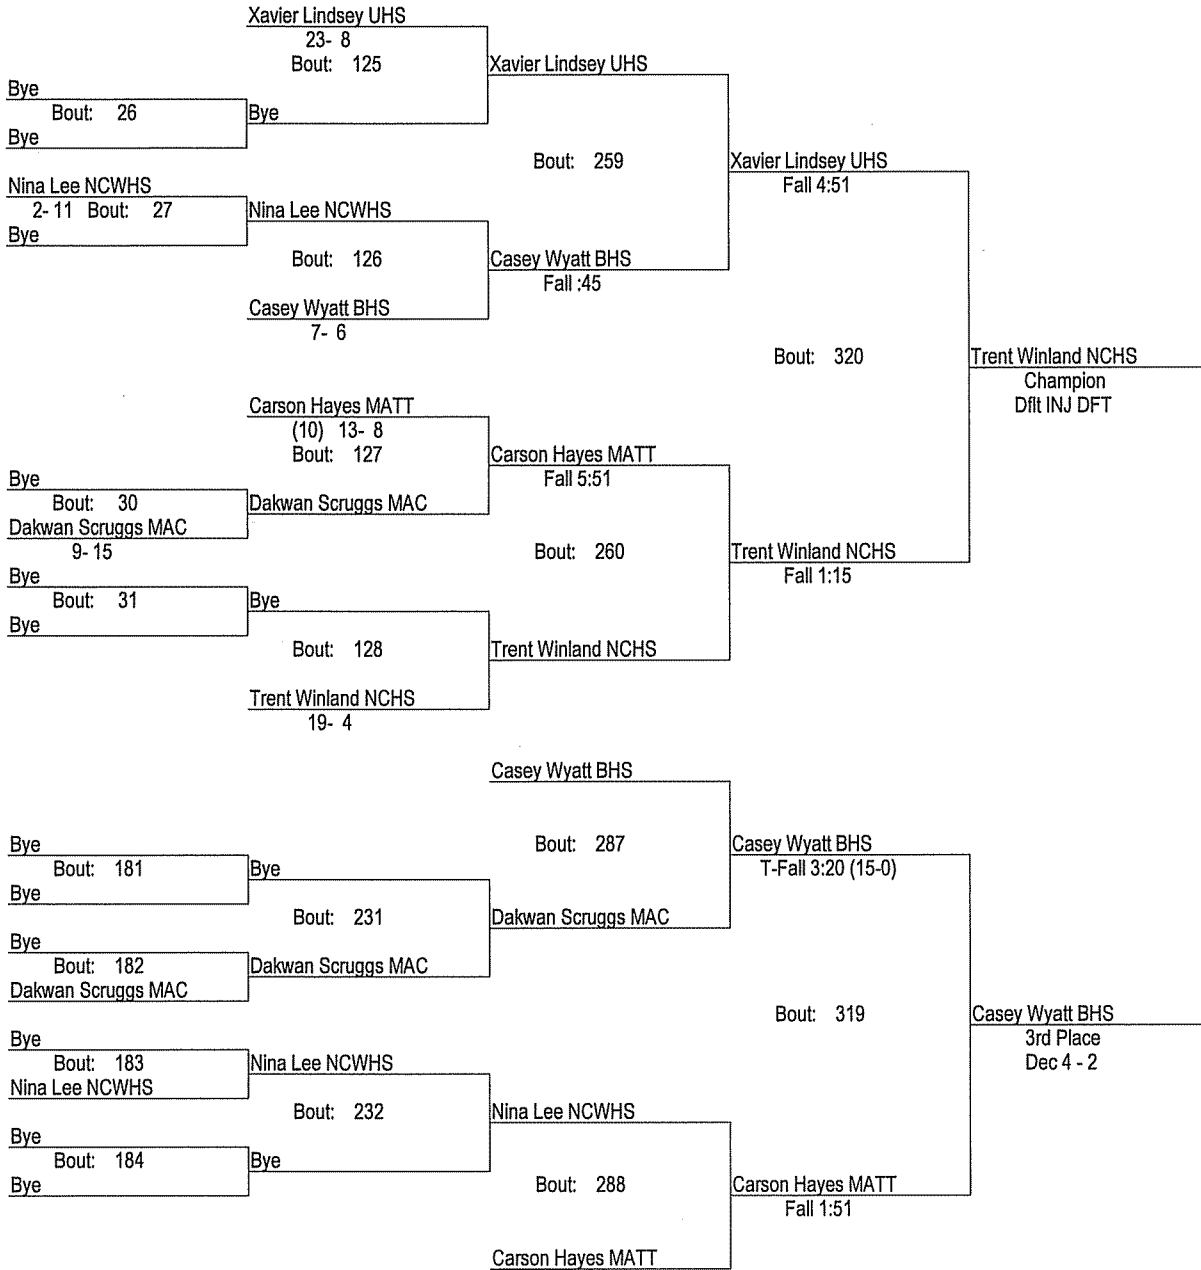 Xavier Lindsey UHS
23- 8
Bout: 125
Xavier Lindsey UHS
Bye
Bout: 26
Bye
Bye
Bout: 259
Xavier Lindsey UHS
Fall 4:51
Nina Lee NCWHS
2- 11 Bout: 27
Nina Lee NCWHS
Bye
Bout: 126
Casey Wyatt BHS
Fall :45
Casey Wyatt BHS
7- 6
Bout: 320
Trent Winland NCHS
Champion
Dflt INJ DFT
Carson Hayes MATT
(10) 13- 8
Bout: 127
Carson Hayes MATT
Fall 5:51
Bye
Bout: 30
Dakwan Scruggs MAC
Dakwan Scruggs MAC
9- 15
Bout: 260
Trent Winland NCHS
Fall 1:15
Bye
Bout: 31
Bye
Bye
Bout: 128
Trent Winland NCHS
Trent Winland NCHS
19- 4
Casey Wyatt BHS
Bout: 287
Casey Wyatt BHS
T-Fall 3:20 (15-0)
Bye
Bout: 181
Bye
Bye
Bout: 231
Dakwan Scruggs MAC
Bye
Bout: 182
Dakwan Scruggs MAC
Dakwan Scruggs MAC
Bout: 319
Casey Wyatt BHS
3rd Place
Dec 4 - 2
Bye
Bout: 183
Nina Lee NCWHS
Nina Lee NCWHS
Bout: 232
Nina Lee NCWHS
Bye
Bout: 184
Bye
Bye
Bout: 288
Carson Hayes MATT
Fall 1:51
Carson Hayes MATT